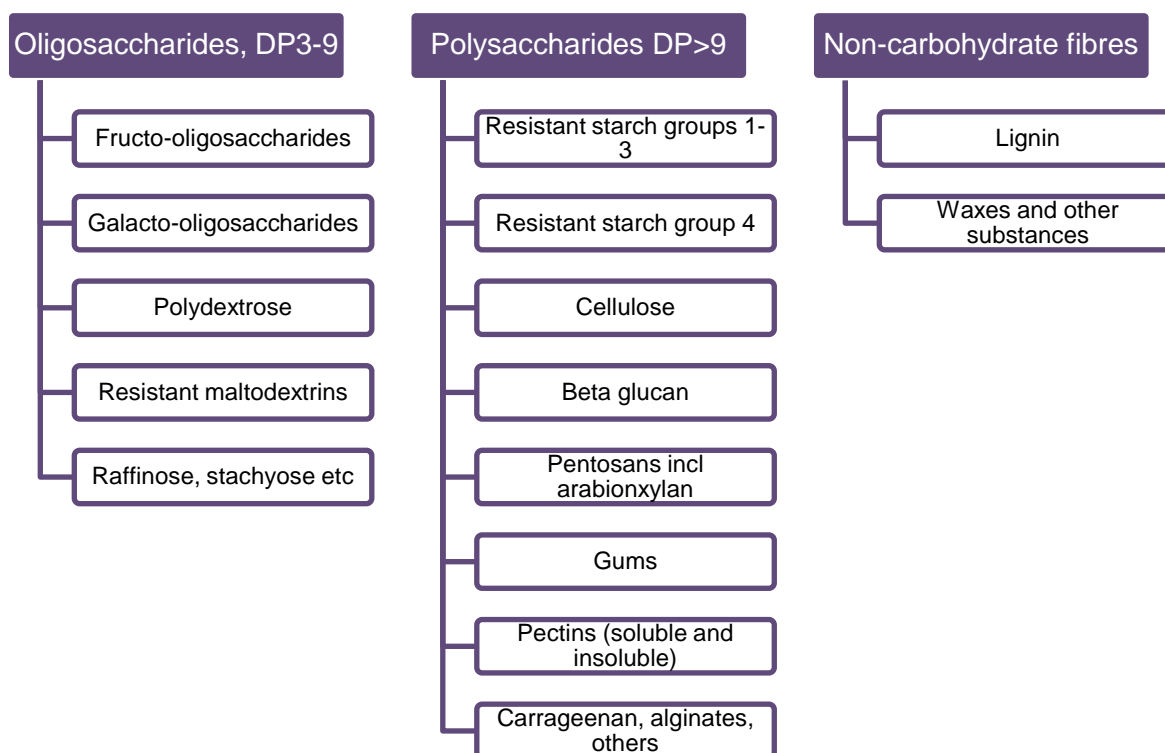 Oligosaccharides, DP3-9
Fructo-oligosaccharides
Galacto-oligosaccharides
Polydextrose
Resistant maltodextrins
Raffinose, stachyose etc
Polysaccharides DP>9
Resistant starch groups 1-
3
Resistant starch group 4
Cellulose
Beta glucan
Pentosans incl
arabionxylan
Gums
Pectins (soluble and
insoluble)
Carrageenan, alginates,
others
Non-carbohydrate fibres
Lignin
Waxes and other
substances